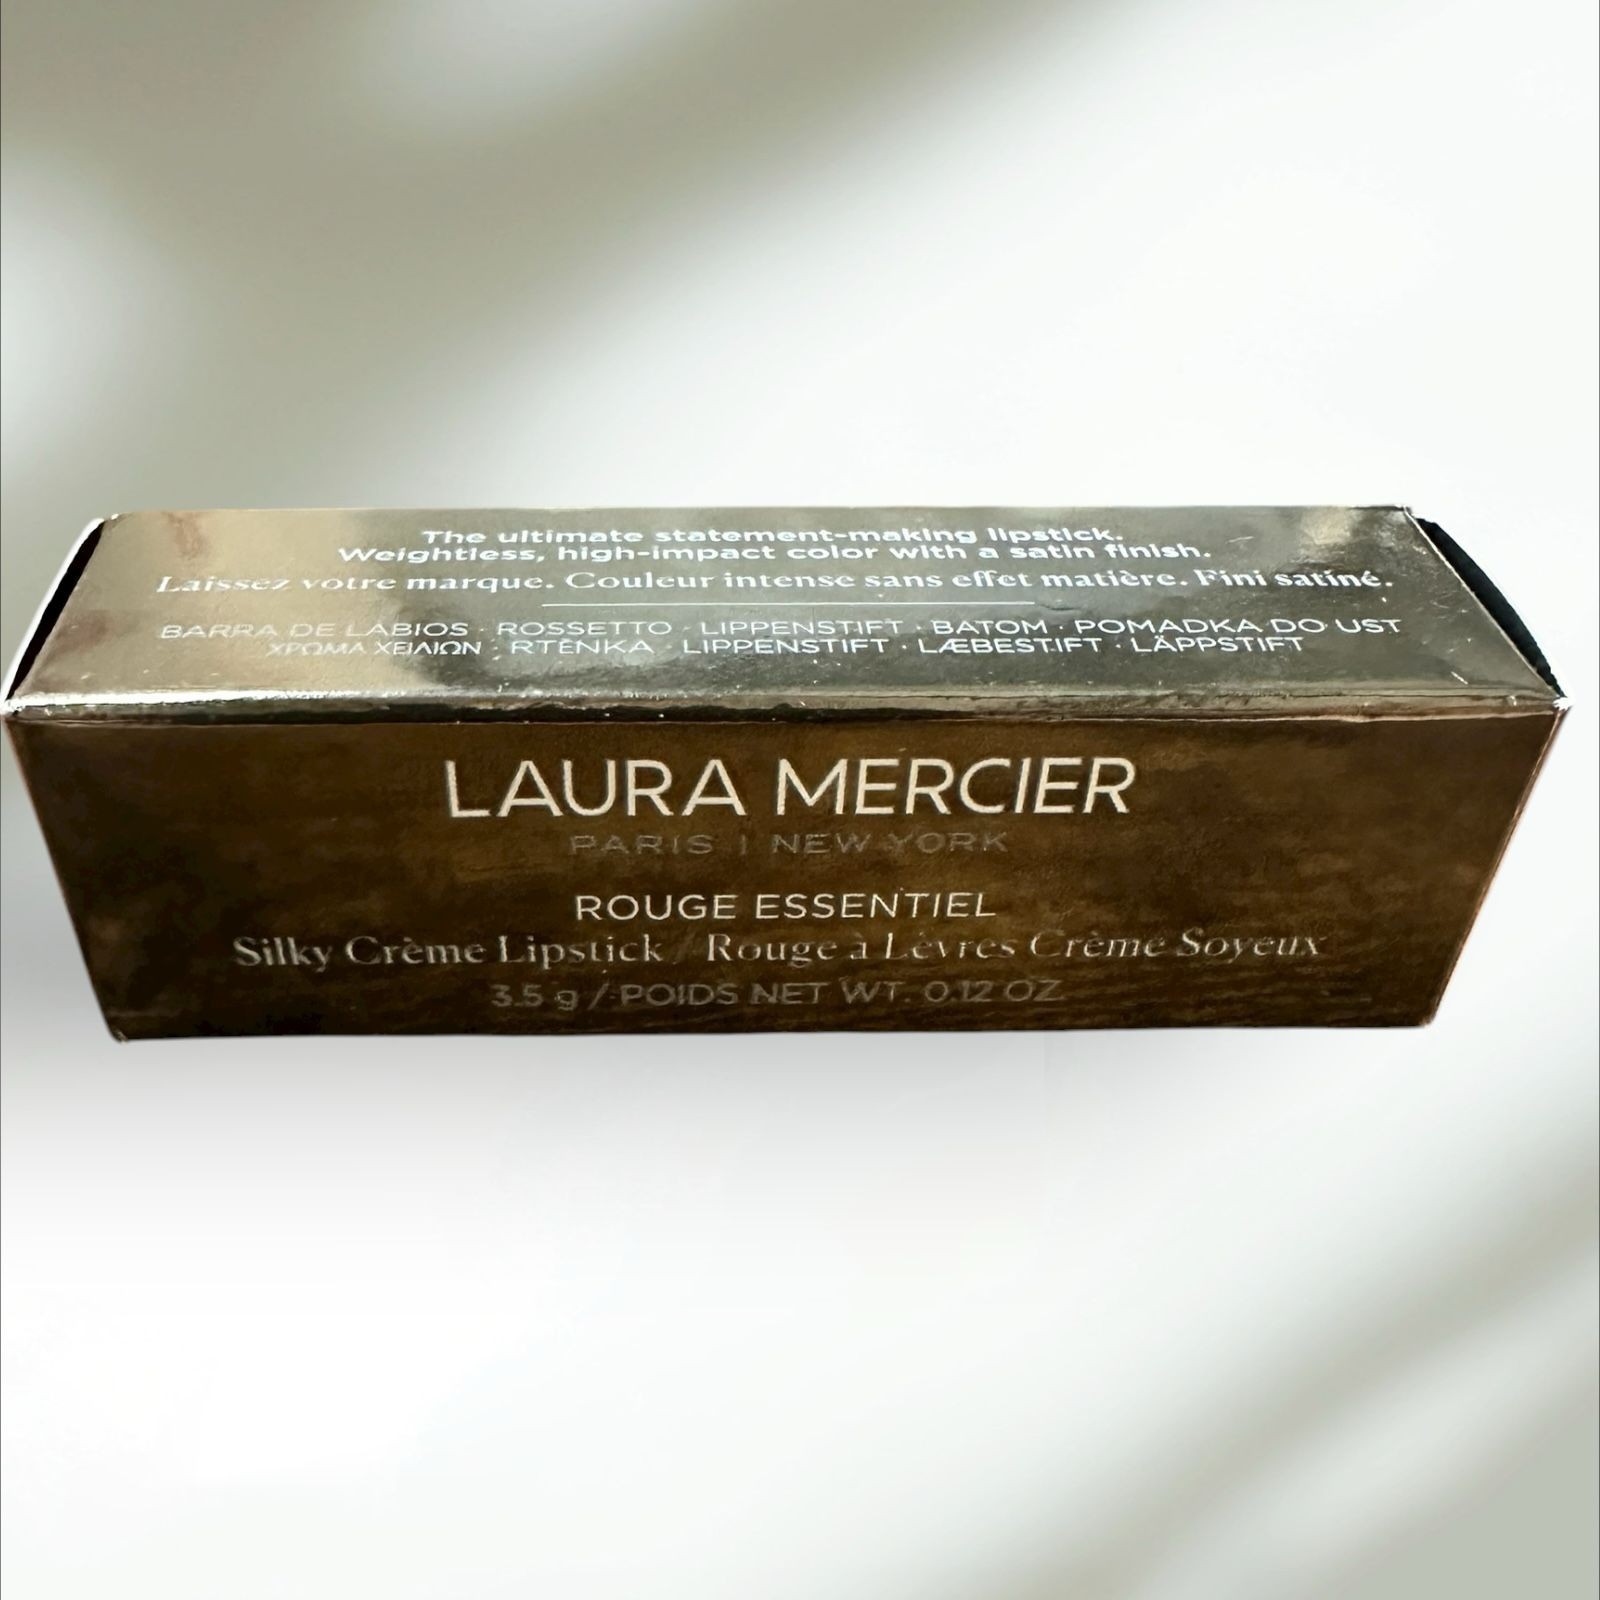 The ultimate statement-making lipstick.
Weightless, high-impact color with a satin finish.
Laissez votre marque. Couleur intense sans effet matière. Fini satiné.
BARRA DE LABIOS · ROSSETTO · LIPPENSTIFT · BATOM · POMADKA DO UST
ΧΡΩΜΑ ΧΕΙΛΙΩΝ · RTĚNKA · LIPPENSTIFT · LÆBESTIFT · LÄPPSTIFT
LAURA MERCIER
PARIS | NEW YORK
ROUGE ESSENTIEL
Silky Crème Lipstick / Rouge à Lèvres Crème Soyeux
3.5 g / POIDS NET WT. 0.12 OZ.